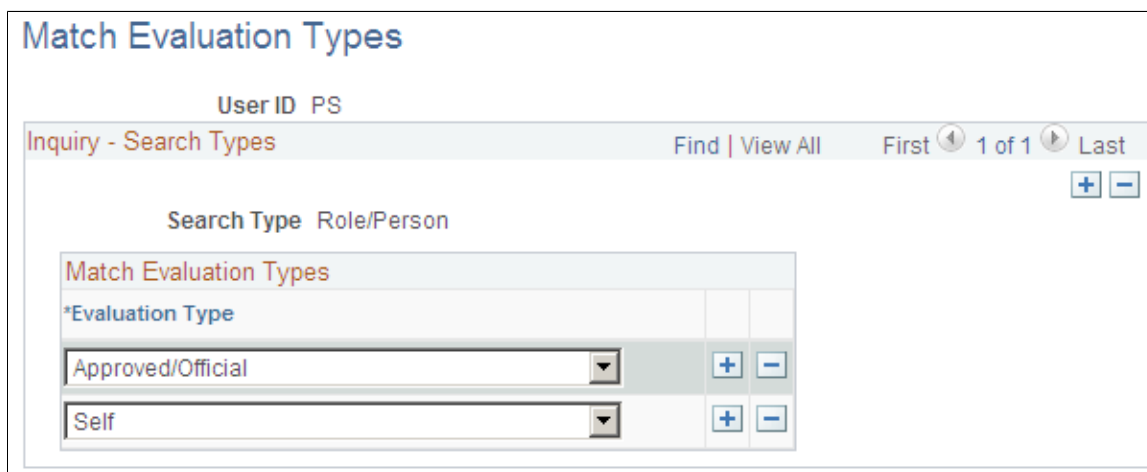 Match Evaluation Types
User ID PS
Inquiry - Search Types Find | View All First 1 of 1 Last
Search Type Role/Person
Match Evaluation Types
*Evaluation Type
Approved/Official
Self